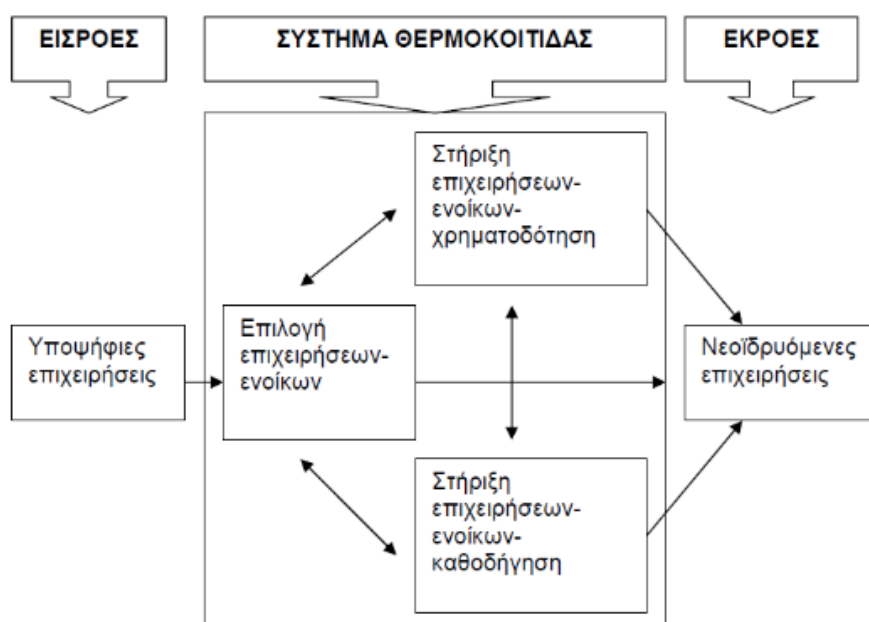 ΕΙΣΡΟΕΣ
ΣΥΣΤΗΜΑ ΘΕΡΜΟΚΟΙΤΙΔΑΣ
ΕΚΡΟΕΣ
Στήριξη
επιχειρήσεων-
ενοίκων-
χρηματοδότηση
Υποψήφιες
επιχειρήσεις
Επιλογή
επιχειρήσεων-
ενοίκων
Νεοϊδρυόμενες
επιχειρήσεις
Στήριξη
επιχειρήσεων-
ενοίκων-
καθοδήγηση